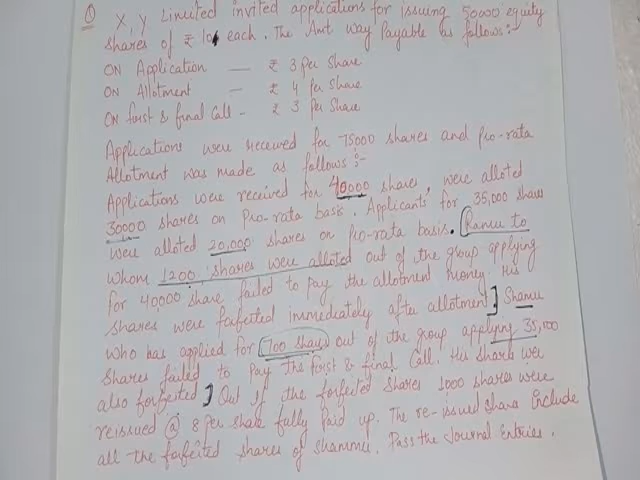 Q X, Y Limited invited applications for issuing 50000 equity
shares of ₹ 10 each. The Amt way Payable as follows:-
ON Application — ₹ 3 per Share
ON Allotment — ₹ 4 Per Share
On first & final Call - ₹ 3 Per Share
Applications were received for 75000 shares and pro-rata
Allotment was made as follows:-
Applications were received for 40000 shares, were alloted
30000 shares on pro-rata basis. Applicants for 35,000 share
were alloted 20,000 shares on pro-rata basis. [Ramu to
whom 1200 shares were alloted out of the group applying
for 40000 share failed to pay the allotment money. His
shares were forfeited immediately after allotment] Shamu
who has applied for 700 shares out of the group applying 35,000
shares failed to pay the first & final Call. His shares wer
also forfeited] Out of the forfeited shares 1000 shares were
reissued @ 8 per share fully paid up. The re-issued share include
all the forfeited shares of shamma. Pass the Journal Entries.